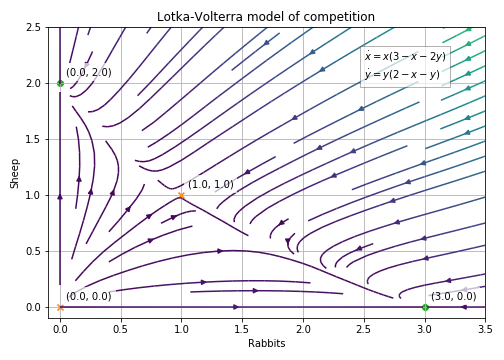 Lotka-Volterra model of competition
2.5
ẋ = x(3 − x − 2y)
ẏ = y(2 − x − y)
(0.0, 2.0)
2.0
1.5
Sheep
(1.0, 1.0)
1.0
0.5
(0.0, 0.0)
(3.0, 0.0)
0.0
0.0 0.5 1.0 1.5 2.0 2.5 3.0 3.5
Rabbits